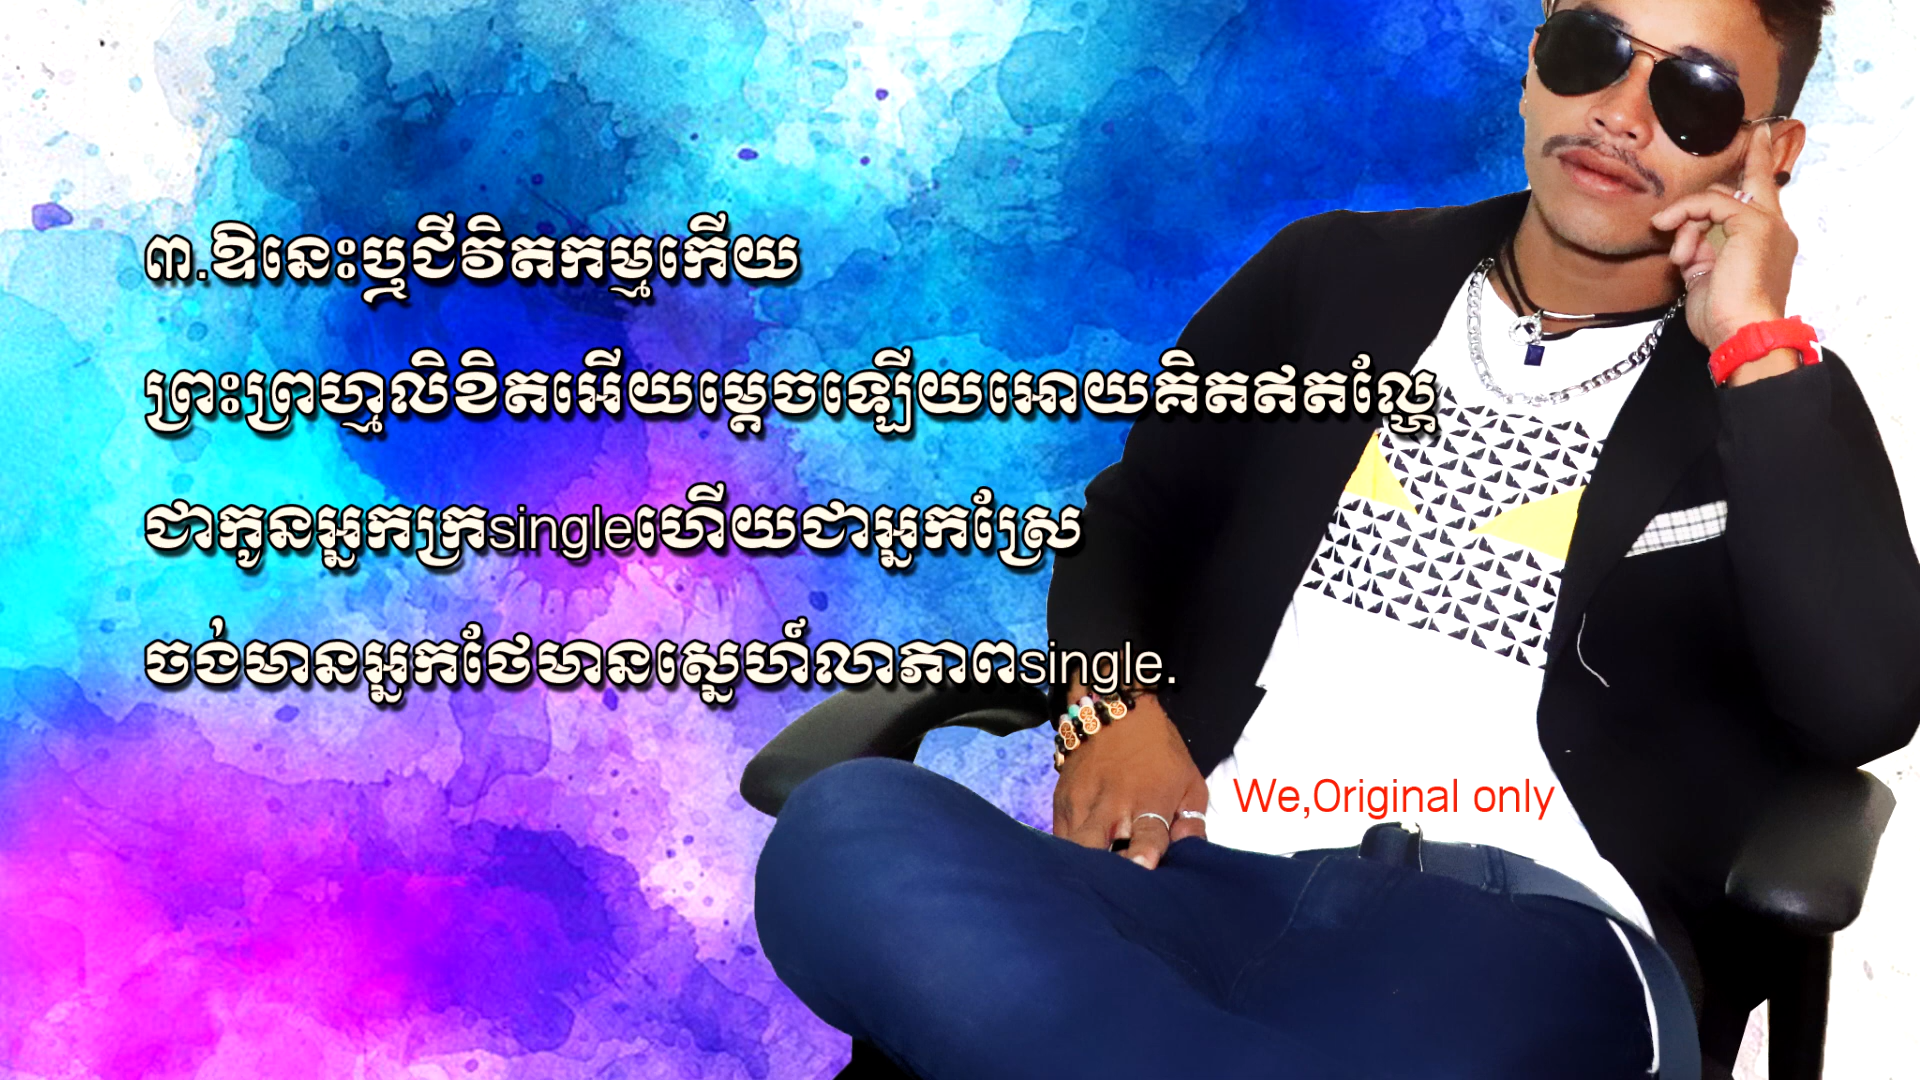 ៣.ឱនេះឬជីវិតកម្មកើយ
ព្រះព្រហ្មលិខិតអើយម្ដេចឡើយអោយគិតឥតល្ហែ
ជាកូនអ្នកក្រsingleហើយជាអ្នកស្រែ
ចង់មានអ្នកថែមានស្នេហ៍លាភាពsingle.
We,Original only